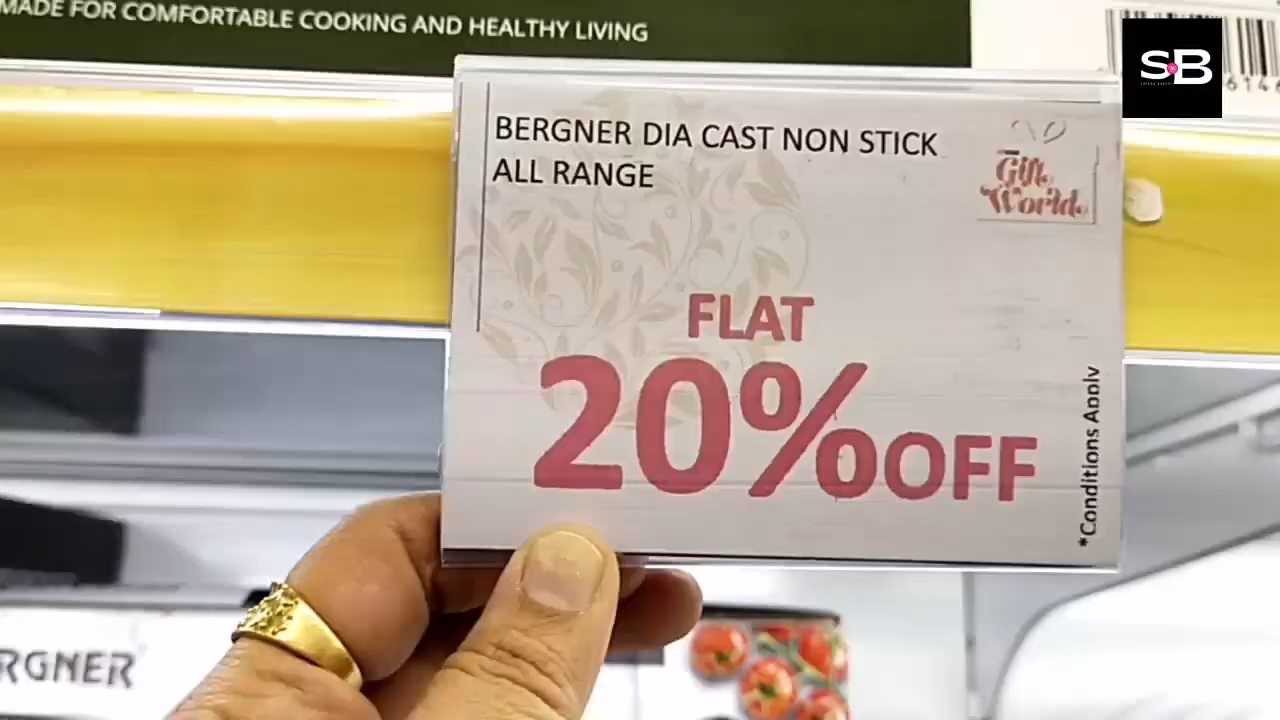 MADE FOR COMFORTABLE COOKING AND HEALTHY LIVING
SB
6146
BERGNER DIA CAST NON STICK
ALL RANGE
Gift
World
FLAT
20%OFF
*Conditions Apply
RGNER